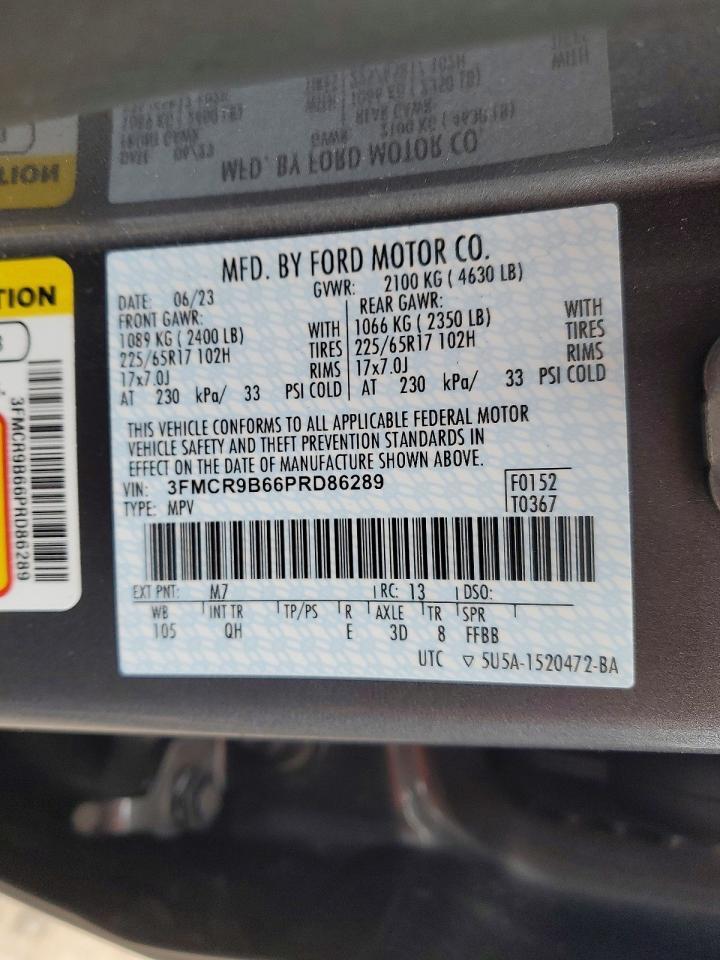 MFD. BY FORD MOTOR CO.
DATE: 06/23 GVWR: 2100 KG ( 4630 LB)
FRONT GAWR: REAR GAWR:
1089 KG ( 2400 LB) WITH 1066 KG ( 2350 LB) WITH
225/65R17 102H TIRES 225/65R17 102H TIRES
17x7.0J RIMS 17x7.0J RIMS
AT 230 kPa/ 33 PSI COLD AT 230 kPa/ 33 PSI COLD
THIS VEHICLE CONFORMS TO ALL APPLICABLE FEDERAL MOTOR
VEHICLE SAFETY AND THEFT PREVENTION STANDARDS IN
EFFECT ON THE DATE OF MANUFACTURE SHOWN ABOVE.
VIN: 3FMCR9B66PRD86289 F0152
TYPE: MPV T0367
EXT PNT: M7 RC: 13 DSO:
WB INT TR TP/PS R AXLE TR SPR
105 QH E 3D 8 FFBB
UTC ▽ 5U5A-1520472-BA
TION
3FMCR9B66PRD86289